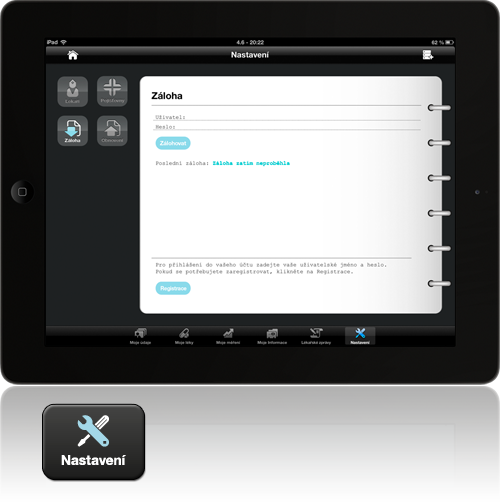 iPad
4.6 - 20:22
62 %
Nastavení
Lékaři
Pojišťovny
Záloha
Obnovení
Záloha
Uživatel:
Heslo:
Zálohovat
Poslední záloha: Záloha zatím neproběhla
Pro přihlášení do vašeho účtu zadejte vaše uživatelské jméno a heslo.
Pokud se potřebujete zaregistrovat, klikněte na Registrace.
Registrace
Moje údaje
Moje léky
Moje měření
Moje informace
Lékařské zprávy
Nastavení
Nastavení